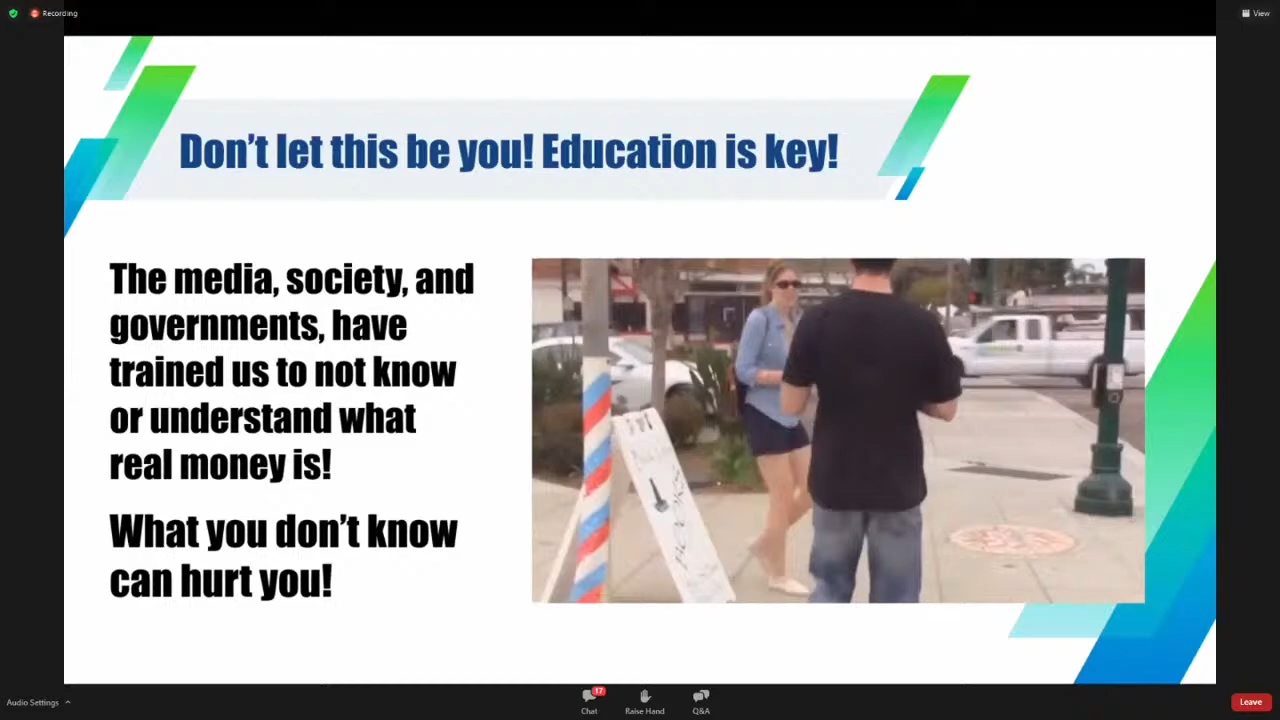 Recording
View
Don't let this be you! Education is key!
The media, society, and
governments, have
trained us to not know
or understand what
real money is!
What you don't know
can hurt you!
Audio Settings
17
Chat
Raise Hand
Q&A
Leave